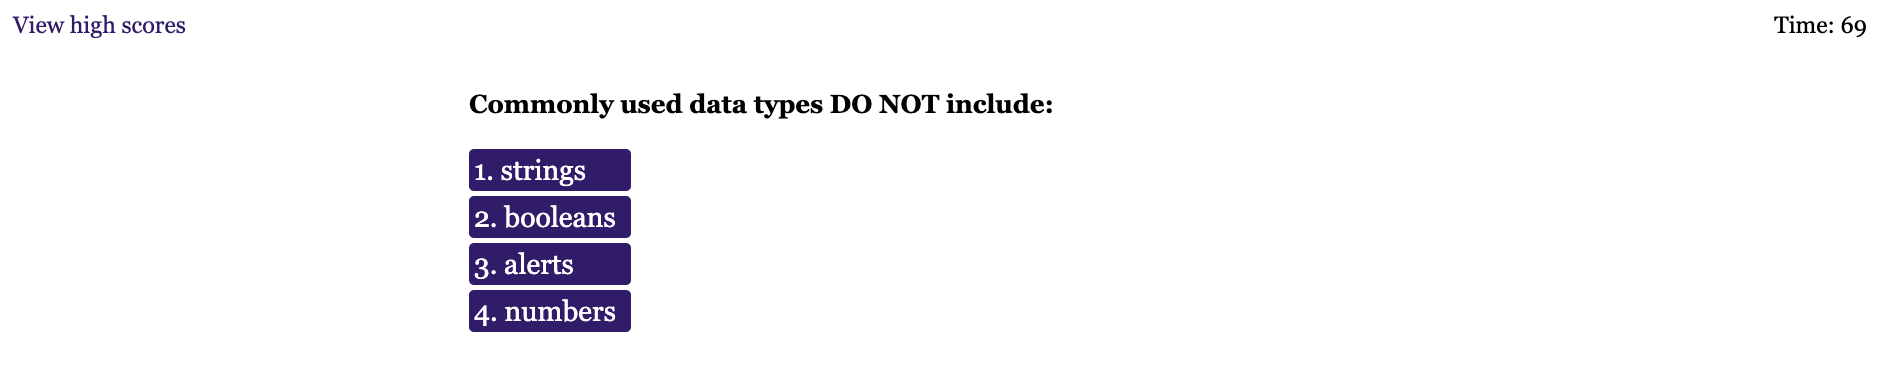 View high scores
Time: 69
Commonly used data types DO NOT include:
1. strings
2. booleans
3. alerts
4. numbers